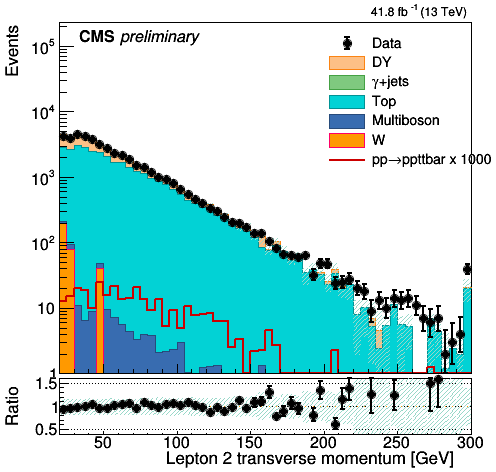 41.8 fb⁻¹ (13 TeV)
CMS preliminary
Events
10⁵
10⁴
10³
10²
10
1
Data
DY
γ+jets
Top
Multiboson
W
pp→ppttbar x 1000
Ratio
1.5
1
0.5
50 100 150 200 250 300
Lepton 2 transverse momentum [GeV]